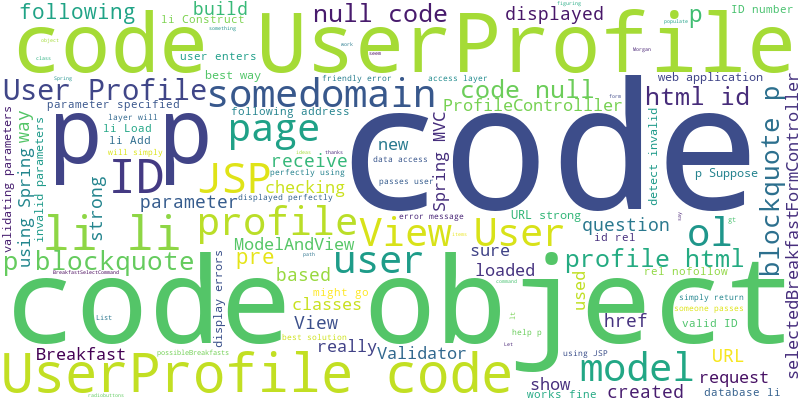 following
build
null code
displayed
p
ID number
li Construct
code UserProfile
user enters
something
populate
figuring
object
class
work
seem
Morgan
Spring
best way
friendly error
access layer
web application
User Profile
somedomain
code null
html id
parameter specified
following address
ProfileController
form
layer will
li Load
li Add
page
new
Spring MVC
p p
code
will simply
ideas
thanks
data access
detect invalid
p Suppose
ID
JSP
receive
perfectly using
passes user
checking
displayed perfectly
validating parameters
using Spring
way
invalid parameters
strong
parameter
profile
error message
URL strong
say
gt
li li
ModelAndView
View User
question
id rel
ol
blockquote p
selectedBreakfastFormController
p blockquote
pre
based
user
path
sure
loaded
profile html
rel nofollow
BreakfastSelectCommand
code object
display errors
might go
classes
command
used
simply return
someone passes
List
View
it
href
valid ID
best solution
help p
UserProfile code
Breakfast
possibleBreakfasts
really
Validator
Let
using JSP
model
URL
show
request
works fine
created
database li
radiobuttons